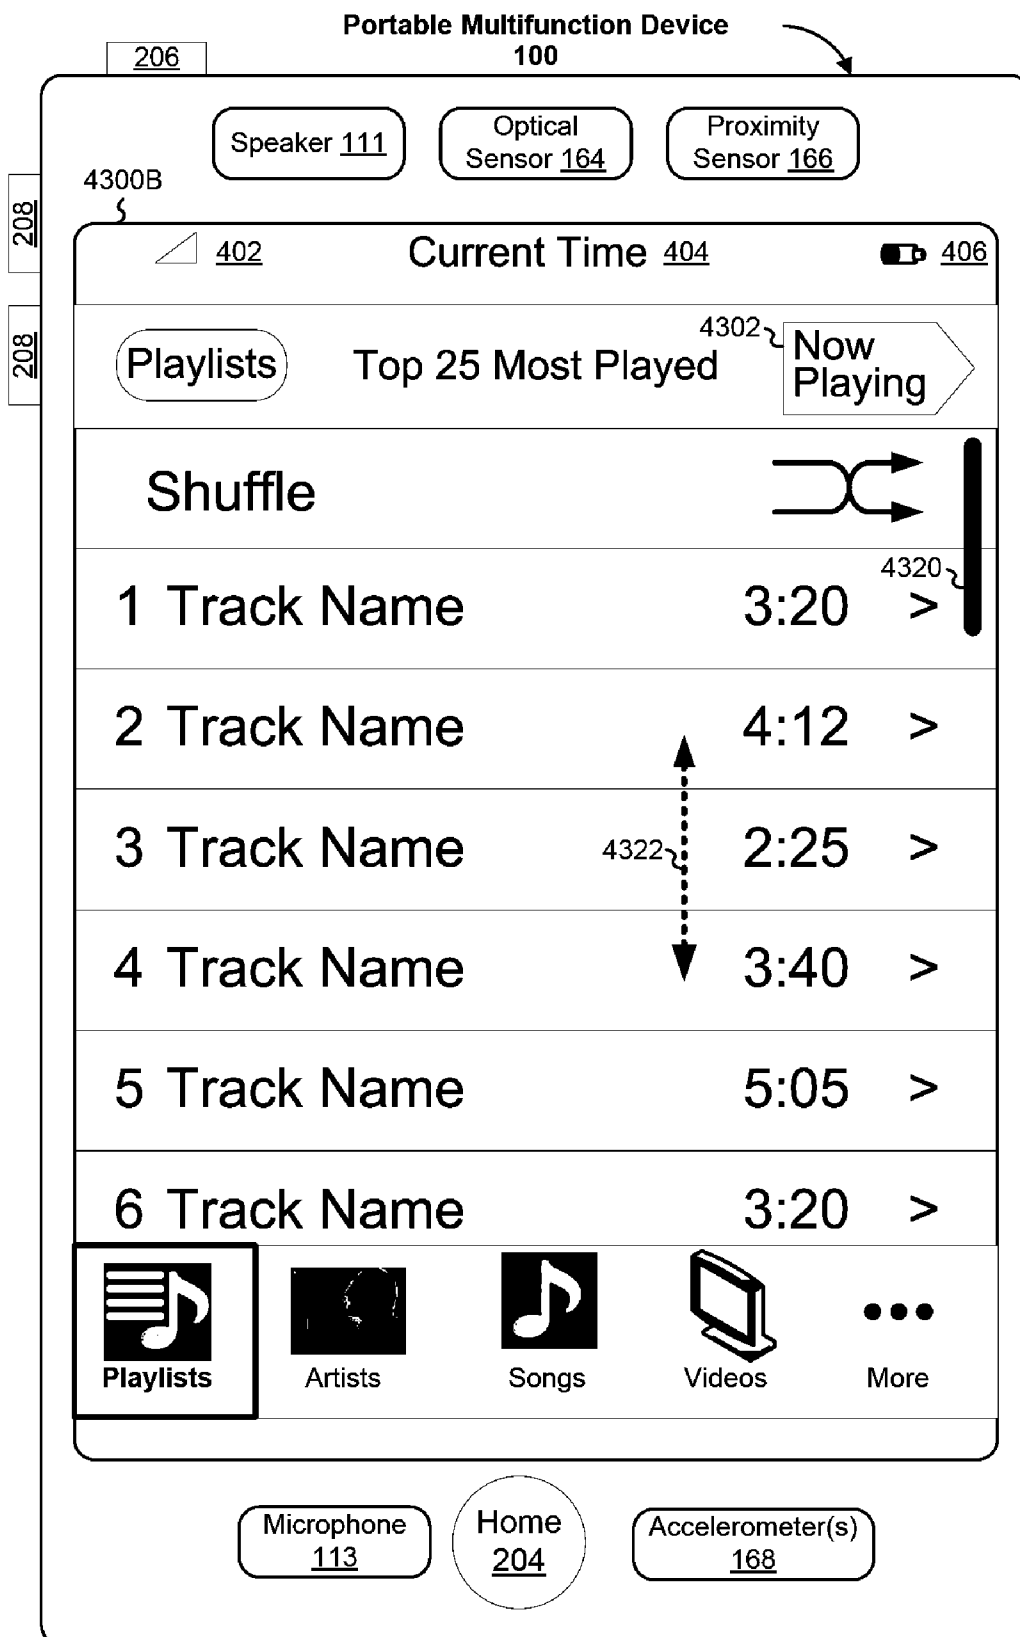 Portable Multifunction Device
100
206
Speaker 111
Optical
Sensor 164
Proximity
Sensor 166
4300B
208
402
Current Time 404
406
208
Playlists
Top 25 Most Played
4302
Now
Playing
Shuffle
4320
1 Track Name 3:20 >
2 Track Name 4:12 >
3 Track Name 2:25 >
4322
4 Track Name 3:40 >
5 Track Name 5:05 >
6 Track Name 3:20 >
Playlists
Artists
Songs
Videos
More
Microphone
113
Home
204
Accelerometer(s)
168